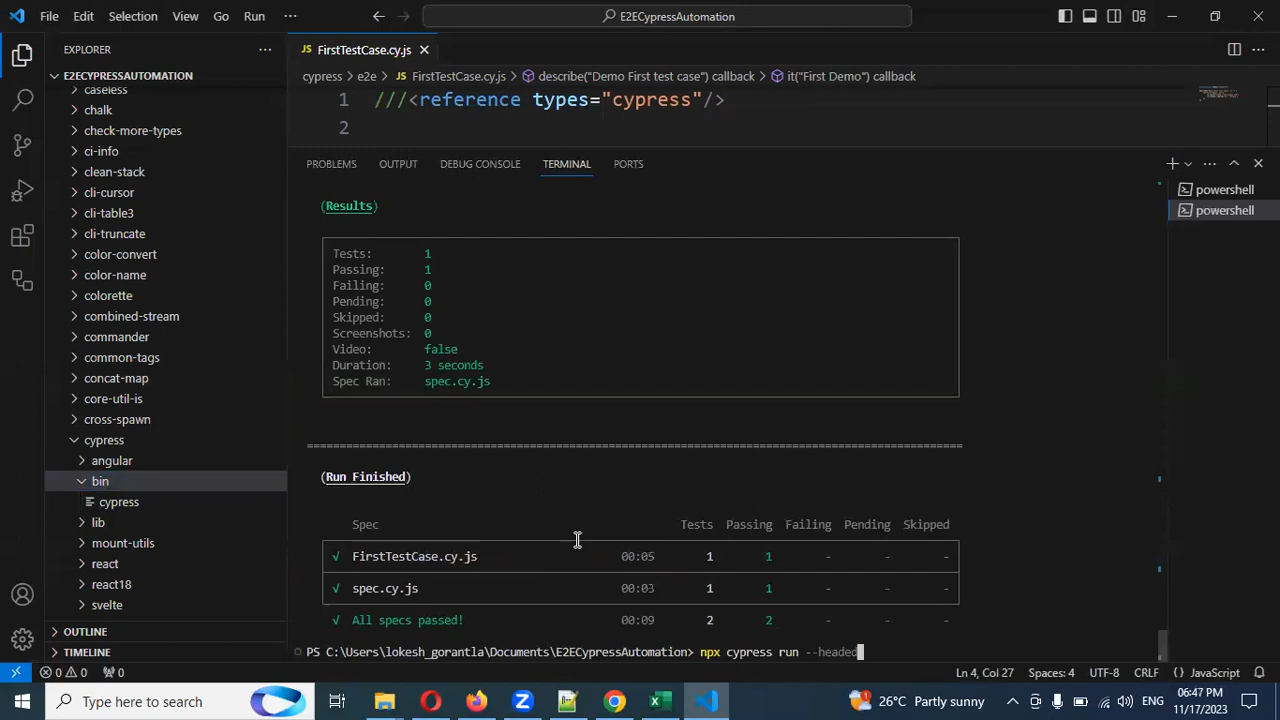 File Edit Selection View Go Run ··· E2ECypressAutomation
EXPLORER ···
E2ECYPRESSAUTOMATION
caseless
chalk
check-more-types
ci-info
clean-stack
cli-cursor
cli-table3
cli-truncate
color-convert
color-name
colorette
combined-stream
commander
common-tags
concat-map
core-util-is
cross-spawn
cypress
angular
bin
cypress
lib
mount-utils
react
react18
svelte
OUTLINE
TIMELINE
JS FirstTestCase.cy.js
cypress > e2e > JS FirstTestCase.cy.js > describe("Demo First test case") callback > it("First Demo") callback
1 ///<reference types="cypress"/>
2
PROBLEMS OUTPUT DEBUG CONSOLE TERMINAL PORTS
powershell
powershell
(Results)
Tests: 1
Passing: 1
Failing: 0
Pending: 0
Skipped: 0
Screenshots: 0
Video: false
Duration: 3 seconds
Spec Ran: spec.cy.js
================================================================================
(Run Finished)
Spec Tests Passing Failing Pending Skipped
√ FirstTestCase.cy.js 00:05 1 1 - - -
√ spec.cy.js 00:03 1 1 - - -
√ All specs passed! 00:09 2 2 - - -
PS C:\Users\lokesh_gorantla\Documents\E2ECypressAutomation> npx cypress run --headed
0 0 0 Ln 4, Col 27 Spaces: 4 UTF-8 CRLF {} JavaScript
Type here to search 26°C Partly sunny ENG 06:47 PM
11/17/2023